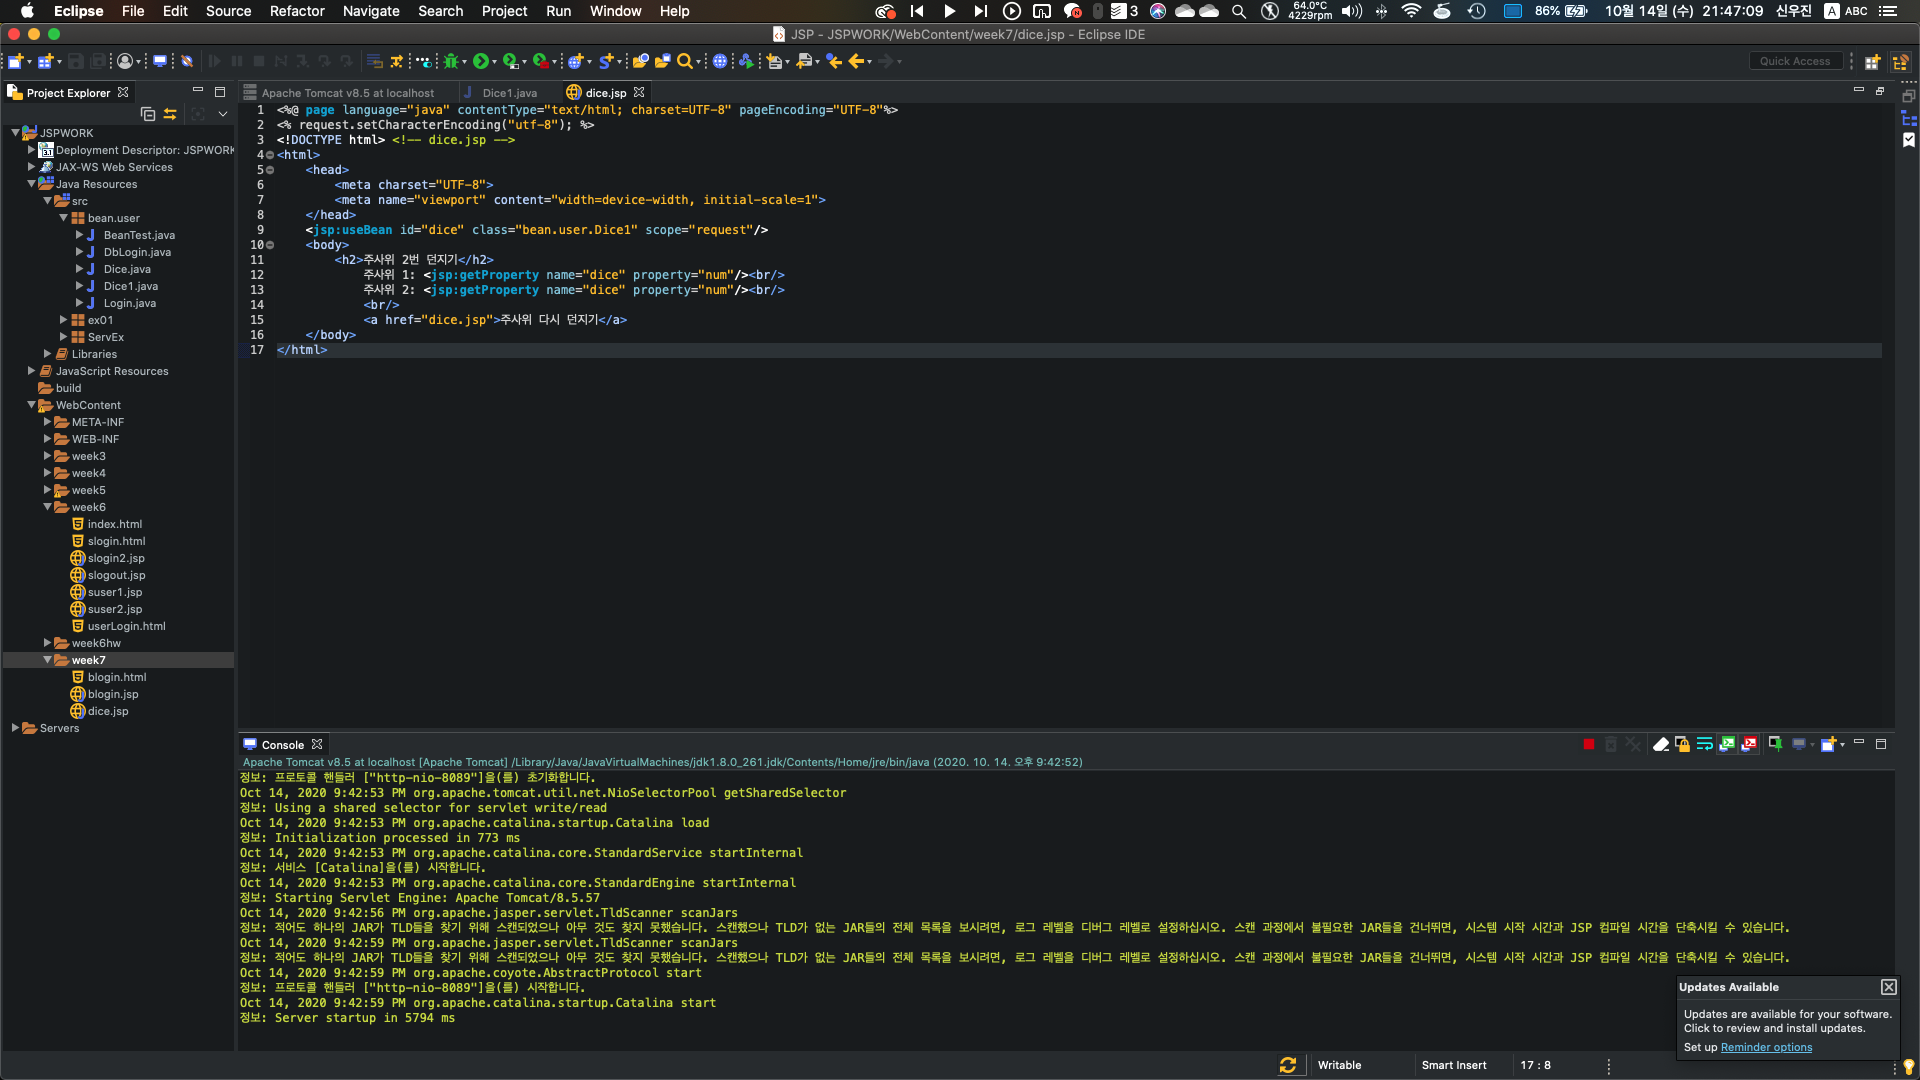 Eclipse File Edit Source Refactor Navigate Search Project Run Window Help 3 64.0°C 4229rpm 86% 10월 14일 (수) 21:47:09 신우진 A ABC
JSP - JSPWORK/WebContent/week7/dice.jsp - Eclipse IDE
Quick Access
Project Explorer
Apache Tomcat v8.5 at localhost Dice1.java dice.jsp
JSPWORK
Deployment Descriptor: JSPWORK
JAX-WS Web Services
Java Resources
src
bean.user
BeanTest.java
DbLogin.java
Dice.java
Dice1.java
Login.java
ex01
ServEx
Libraries
JavaScript Resources
build
WebContent
META-INF
WEB-INF
week3
week4
week5
week6
index.html
slogin.html
slogin2.jsp
slogout.jsp
suser1.jsp
suser2.jsp
userLogin.html
week6hw
week7
blogin.html
blogin.jsp
dice.jsp
Servers
1 <%@ page language="java" contentType="text/html; charset=UTF-8" pageEncoding="UTF-8"%>
2 <% request.setCharacterEncoding("utf-8"); %>
3 <!DOCTYPE html> <!-- dice.jsp -->
4 <html>
5 <head>
6 <meta charset="UTF-8">
7 <meta name="viewport" content="width=device-width, initial-scale=1">
8 </head>
9 <jsp:useBean id="dice" class="bean.user.Dice1" scope="request"/>
10 <body>
11 <h2>주사위 2번 던지기</h2>
12 주사위 1: <jsp:getProperty name="dice" property="num"/><br/>
13 주사위 2: <jsp:getProperty name="dice" property="num"/><br/>
14 <br/>
15 <a href="dice.jsp">주사위 다시 던지기</a>
16 </body>
17 </html>
Console
Apache Tomcat v8.5 at localhost [Apache Tomcat] /Library/Java/JavaVirtualMachines/jdk1.8.0_261.jdk/Contents/Home/jre/bin/java (2020. 10. 14. 오후 9:42:52)
정보: 프로토콜 핸들러 ["http-nio-8089"]을(를) 초기화합니다.
Oct 14, 2020 9:42:53 PM org.apache.tomcat.util.net.NioSelectorPool getSharedSelector
정보: Using a shared selector for servlet write/read
Oct 14, 2020 9:42:53 PM org.apache.catalina.startup.Catalina load
정보: Initialization processed in 773 ms
Oct 14, 2020 9:42:53 PM org.apache.catalina.core.StandardService startInternal
정보: 서비스 [Catalina]을(를) 시작합니다.
Oct 14, 2020 9:42:53 PM org.apache.catalina.core.StandardEngine startInternal
정보: Starting Servlet Engine: Apache Tomcat/8.5.57
Oct 14, 2020 9:42:56 PM org.apache.jasper.servlet.TldScanner scanJars
정보: 적어도 하나의 JAR가 TLD들을 찾기 위해 스캔되었으나 아무 것도 찾지 못했습니다. 스캔했으나 TLD가 없는 JAR들의 전체 목록을 보시려면, 로그 레벨을 디버그 레벨로 설정하십시오. 스캔 과정에서 불필요한 JAR들을 건너뛰면, 시스템 시작 시간과 JSP 컴파일 시간을 단축시킬 수 있습니다.
Oct 14, 2020 9:42:59 PM org.apache.jasper.servlet.TldScanner scanJars
정보: 적어도 하나의 JAR가 TLD들을 찾기 위해 스캔되었으나 아무 것도 찾지 못했습니다. 스캔했으나 TLD가 없는 JAR들의 전체 목록을 보시려면, 로그 레벨을 디버그 레벨로 설정하십시오. 스캔 과정에서 불필요한 JAR들을 건너뛰면, 시스템 시작 시간과 JSP 컴파일 시간을 단축시킬 수 있습니다.
Oct 14, 2020 9:42:59 PM org.apache.coyote.AbstractProtocol start
정보: 프로토콜 핸들러 ["http-nio-8089"]을(를) 시작합니다.
Oct 14, 2020 9:42:59 PM org.apache.catalina.startup.Catalina start
정보: Server startup in 5794 ms
Updates Available
Updates are available for your software.
Click to review and install updates.
Set up Reminder options
Writable Smart Insert 17 : 8